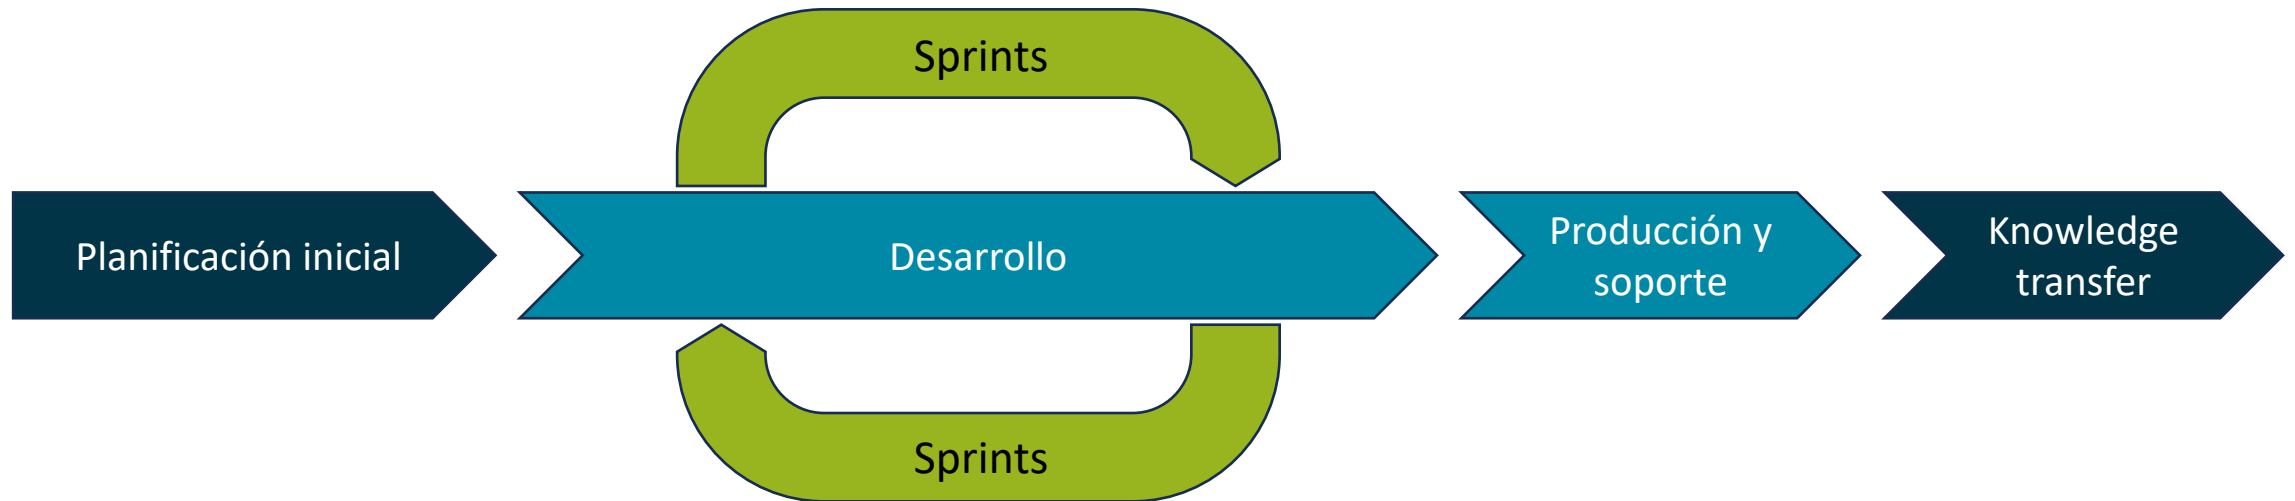 Sprints
Planificación inicial
Desarrollo
Producción y
soporte
Knowledge
transfer
Sprints